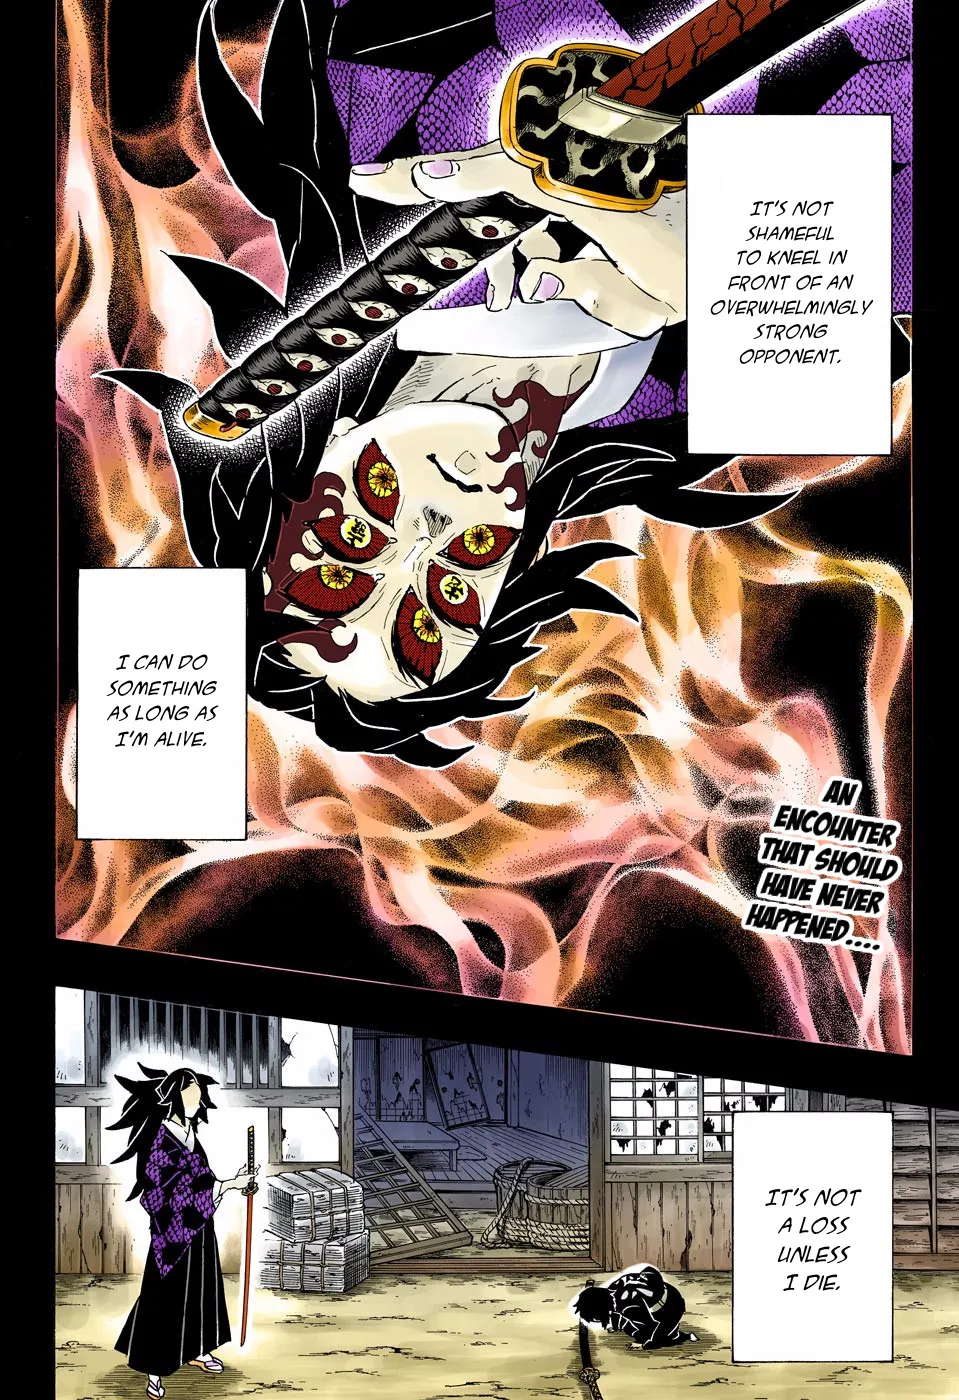 IT'S NOT
SHAMEFUL
TO KNEEL IN
FRONT OF AN
OVERWHELMINGLY
STRONG
OPPONENT.
I CAN DO
SOMETHING
AS LONG AS
I'M ALIVE.
AN
ENCOUNTER
THAT SHOULD
HAVE NEVER
HAPPENED....
IT'S NOT
A LOSS
UNLESS
I DIE.